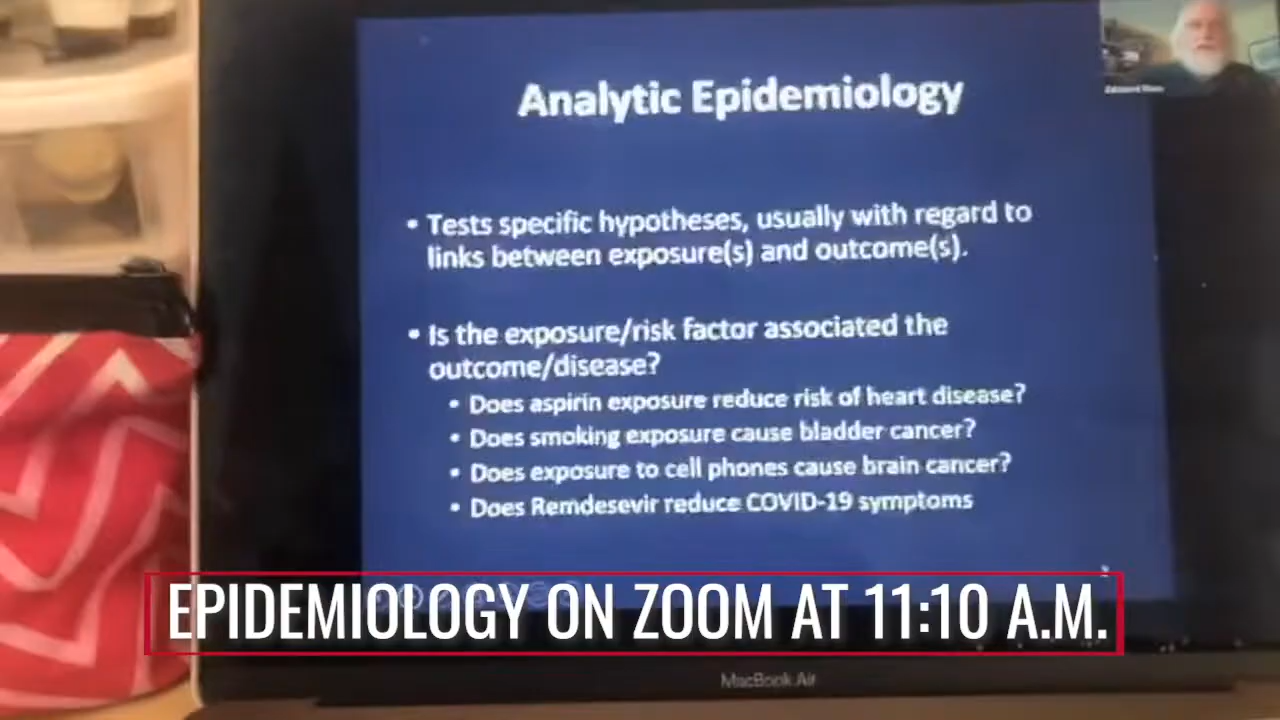 Analytic Epidemiology
• Tests specific hypotheses, usually with regard to
links between exposure(s) and outcome(s).
• Is the exposure/risk factor associated the
outcome/disease?
• Does aspirin exposure reduce risk of heart disease?
• Does smoking exposure cause bladder cancer?
• Does exposure to cell phones cause brain cancer?
• Does Remdesevir reduce COVID-19 symptoms
EPIDEMIOLOGY ON ZOOM AT 11:10 A.M.
MacBook Air